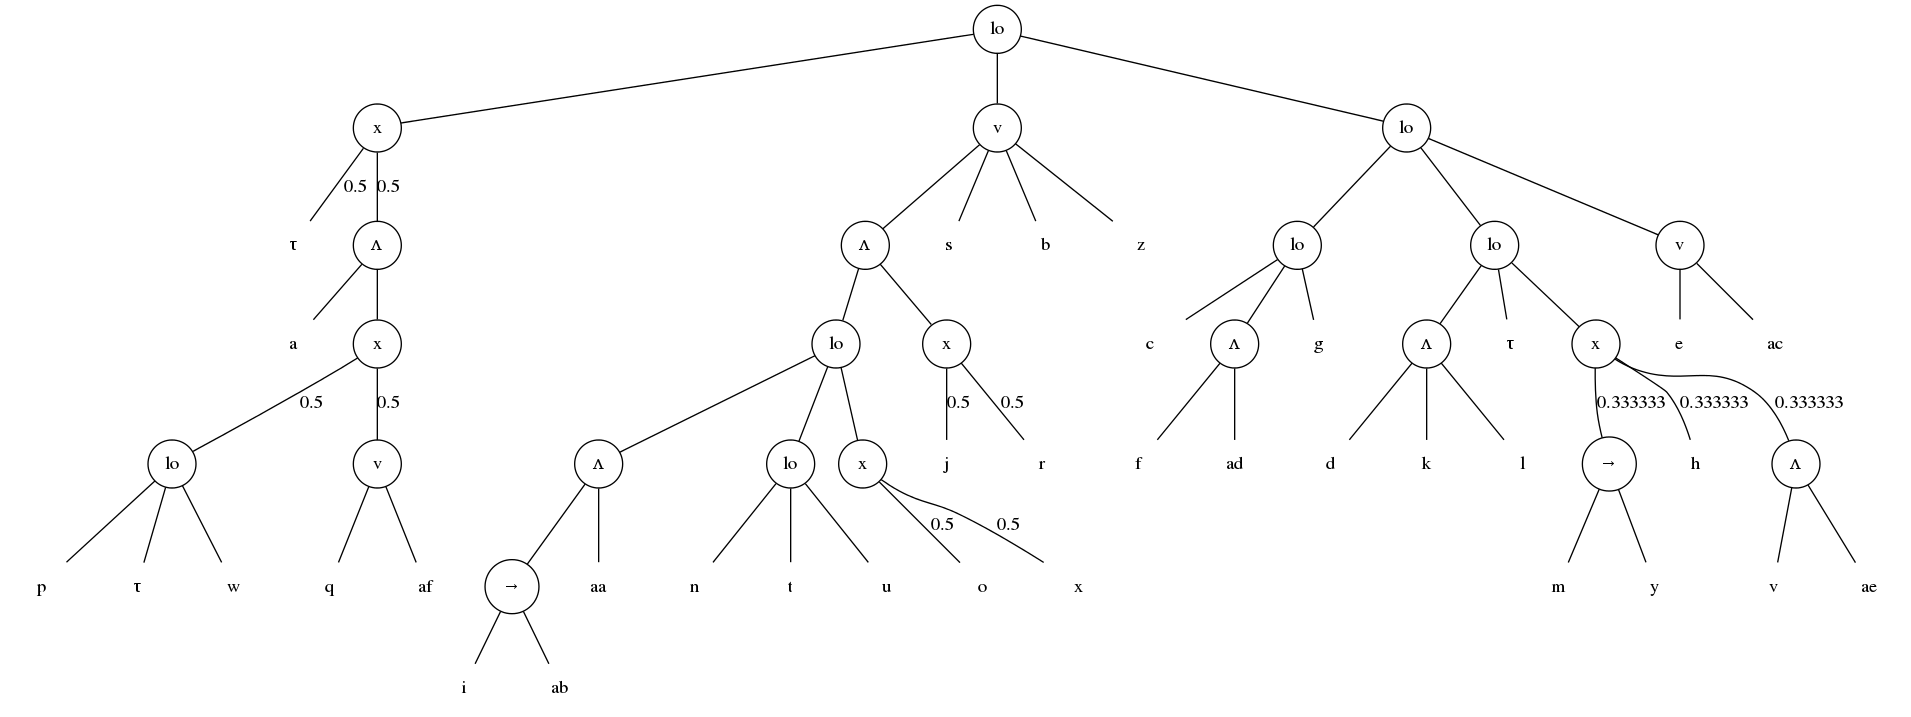 lo
x v lo
0.5 0.5
τ Λ Λ s b z lo lo v
a x lo x c Λ g Λ τ x e ac
0.5 0.5 0.5 0.5 0.333333 0.333333 0.333333
lo v Λ lo x j r f ad d k l → h Λ
0.5 0.5
p τ w q af → aa n t u o x m y v ae
i ab